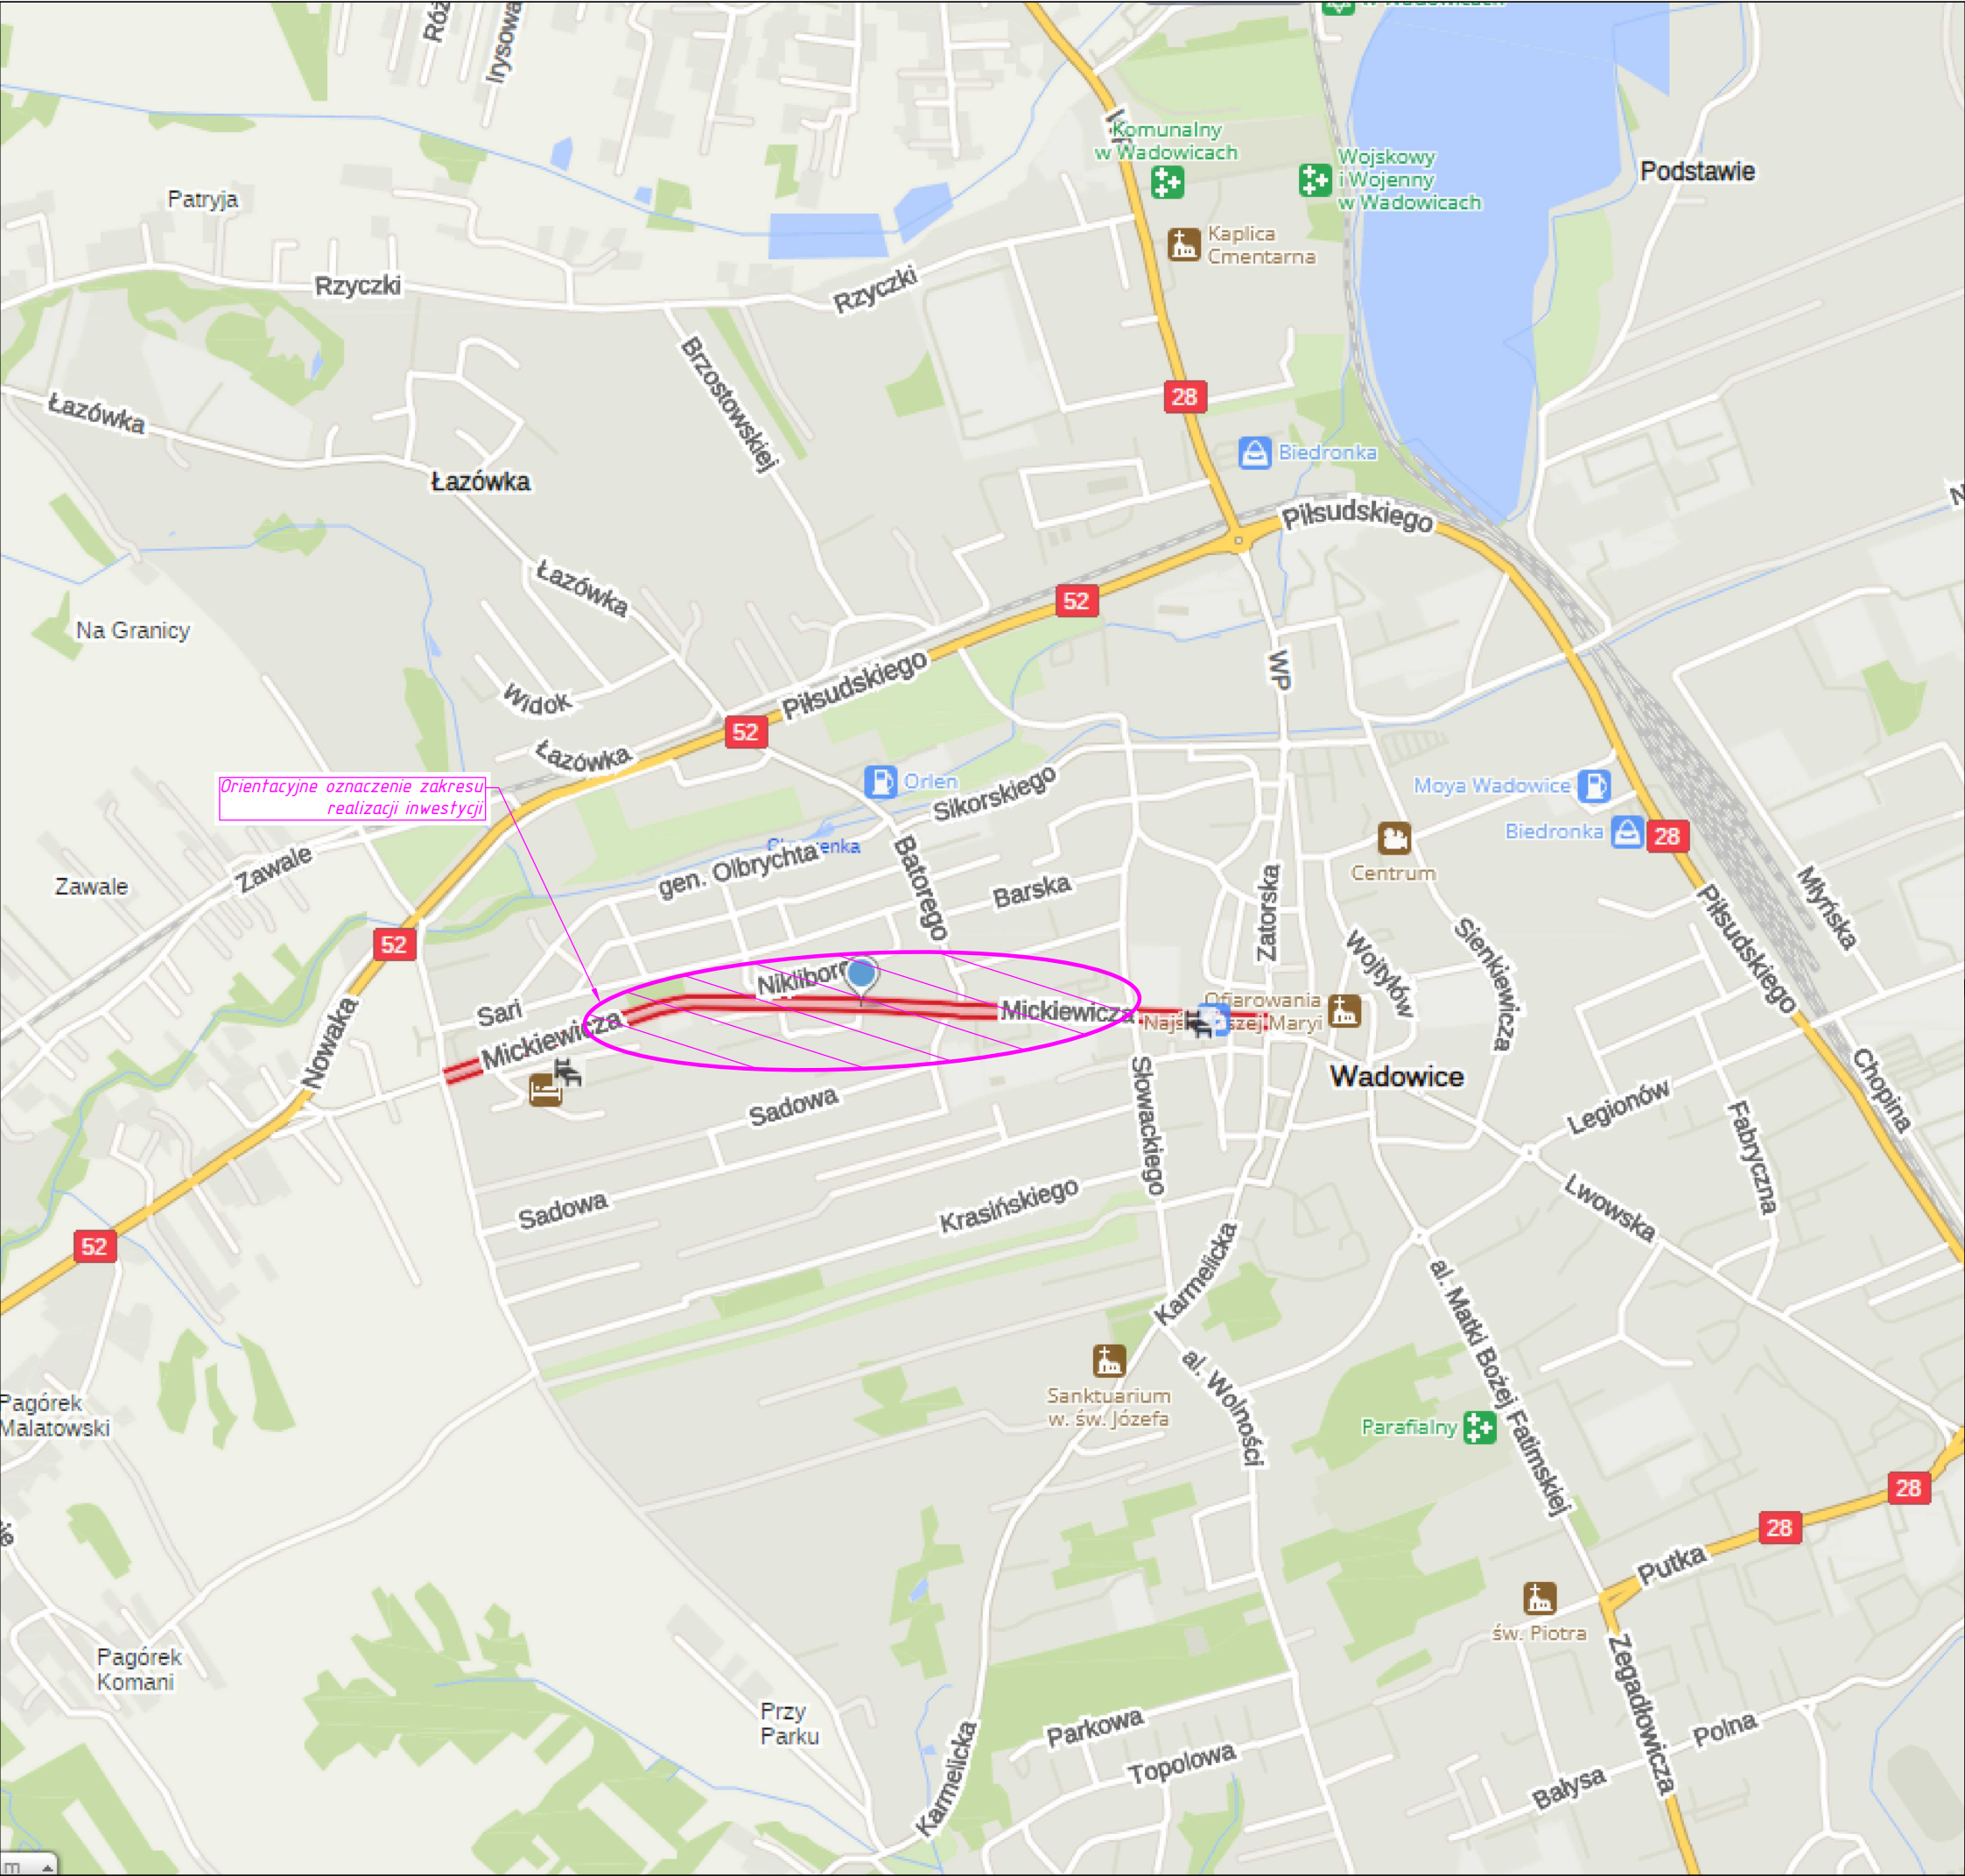 w Wadowicach
Irysowa
WP
Komunalny
w Wadowicach
Wojskowy
i Wojenny
w Wadowicach
Podstawie
Patryja
Kaplica
Cmentarna
Rzyczki
Rzyczki
Brzostowskiej
28
Łazówka
Biedronka
Łazówka
Piłsudskiego
Łazówka
52
Na Granicy
WP
Piłsudskiego
Widok
52
Łazówka
Orientacyjne oznaczenie zakresu
realizacji inwestycji
Orlen
Sikorskiego
Moya Wadowice
Biedronka
28
Centrum
gen. Olbrychta
Batorego
Zawale
Zawale
Barska
Zatorska
Młyńska
Piłsudskiego
52
Wojtyłów
Sienkiewicza
Sari
Mickiewicza
Mickiewicza
Ofiarowania
Maryi
Nowaka
Słowackiego
Wadowice
Chopina
Sadowa
Legionów
Fabryczna
Sadowa
Krasińskiego
Lwowska
52
Karmelicka
al. Matki Bożej Fatimskiej
Sanktuarium
w. św. Józefa
al. Wolności
Pagórek
Malatowski
Parafialny
28
28
Putka
św. Piotra
Pagórek
Komani
Zegadłowicza
Przy
Parku
Parkowa
Polna
Karmelicka
Topolowa
Bałysa
m